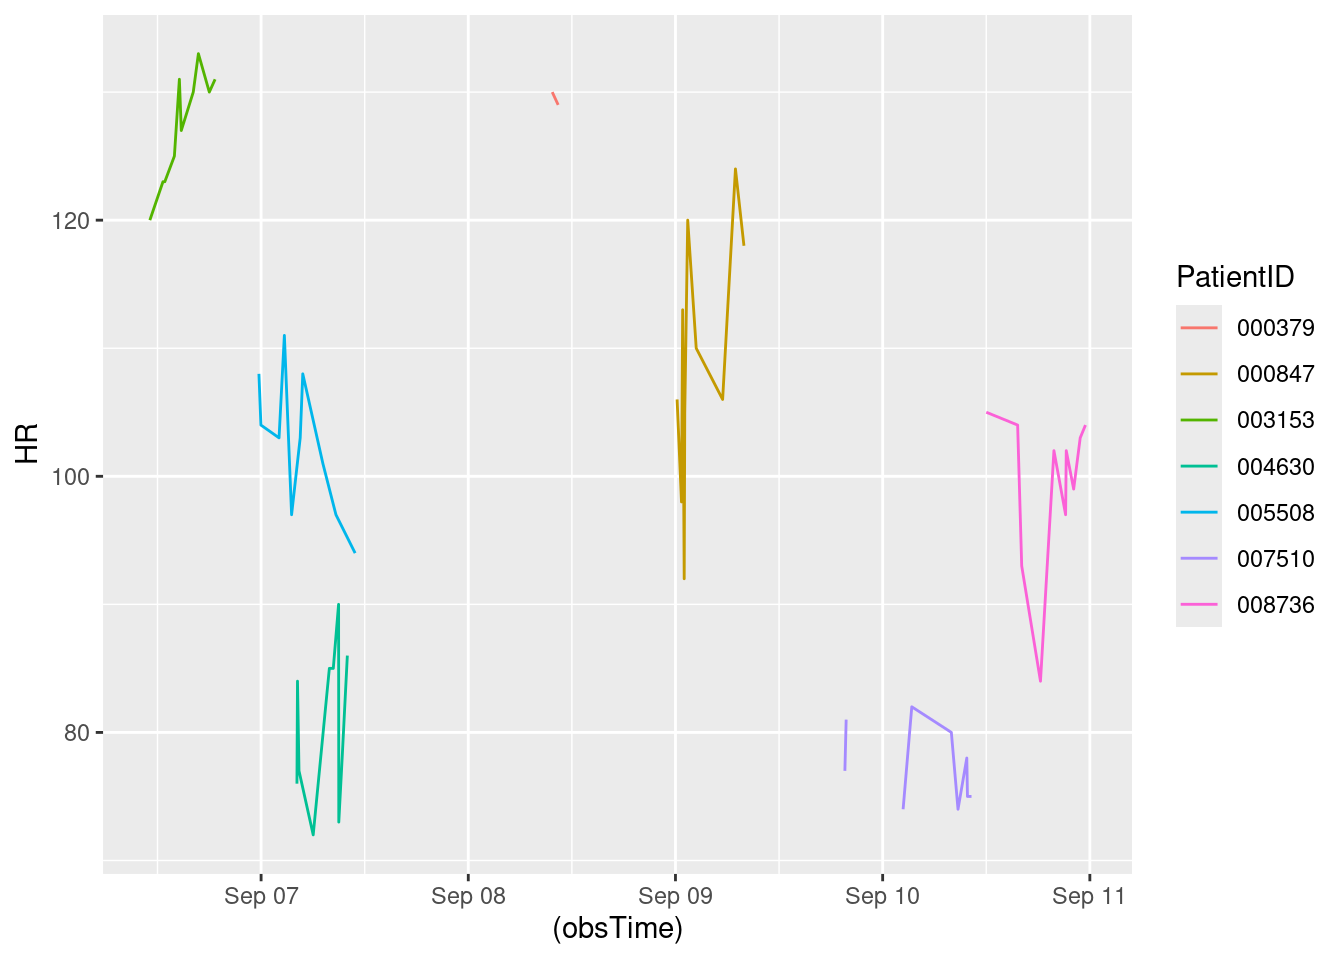 HR
120
100
80
Sep 07
Sep 08
Sep 09
Sep 10
Sep 11
(obsTime)
PatientID
000379
000847
003153
004630
005508
007510
008736